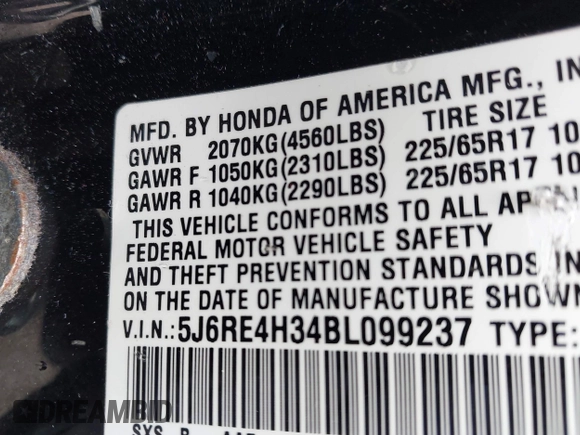 MFD. BY HONDA OF AMERICA MFG., IN
TIRE SIZE
GVWR 2070KG(4560LBS)
GAWR F 1050KG(2310LBS) 225/65R17 10
GAWR R 1040KG(2290LBS) 225/65R17 10
THIS VEHICLE CONFORMS TO ALL
FEDERAL MOTOR VEHICLE SAFETY
AND THEFT PREVENTION STANDARDS IN
THE DATE OF MANUFACTURE SHOWN
V.I.N.: 5J6RE4H34BL099237 TYPE:
DREAMBID